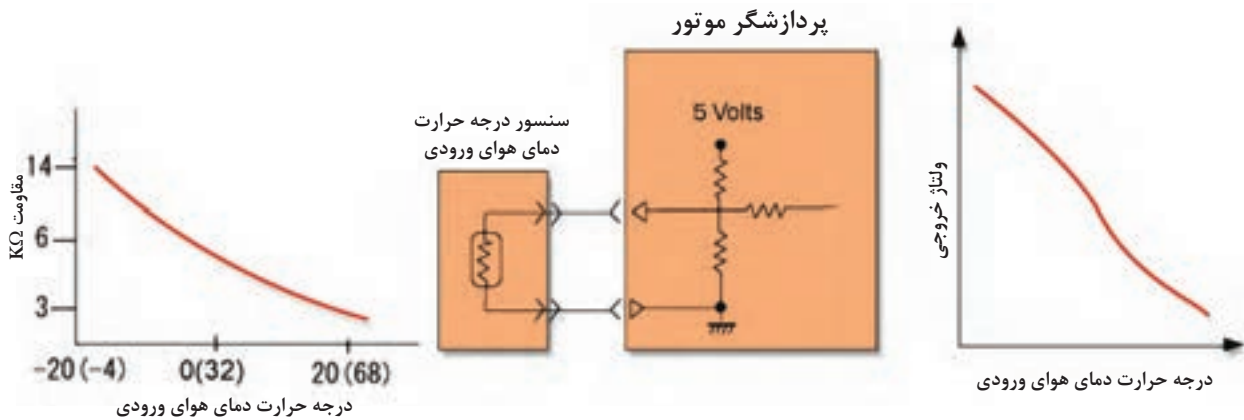 پردازشگر موتور
5 Volts
سنسور درجه حرارت
دمای هوای ورودی
مقاومت KΩ
14
6
3
-20(-4)
0(32)
20(68)
درجه حرارت دمای هوای ورودی
ولتاژ خروجی
درجه حرارت دمای هوای ورودی